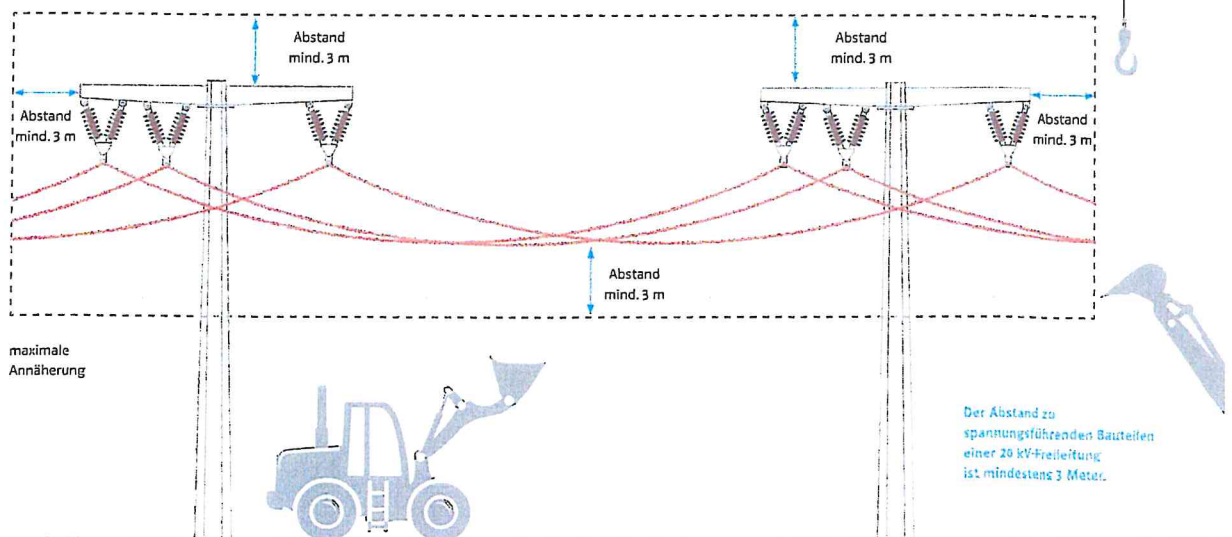 Abstand
mind. 3 m
Abstand
mind. 3 m
Abstand
mind. 3 m
Abstand
mind. 3 m
Abstand
mind. 3 m
maximale
Annäherung
Der Abstand zu
spannungsführenden Bauteilen
einer 20 kV-Freileitung
ist mindestens 3 Meter.